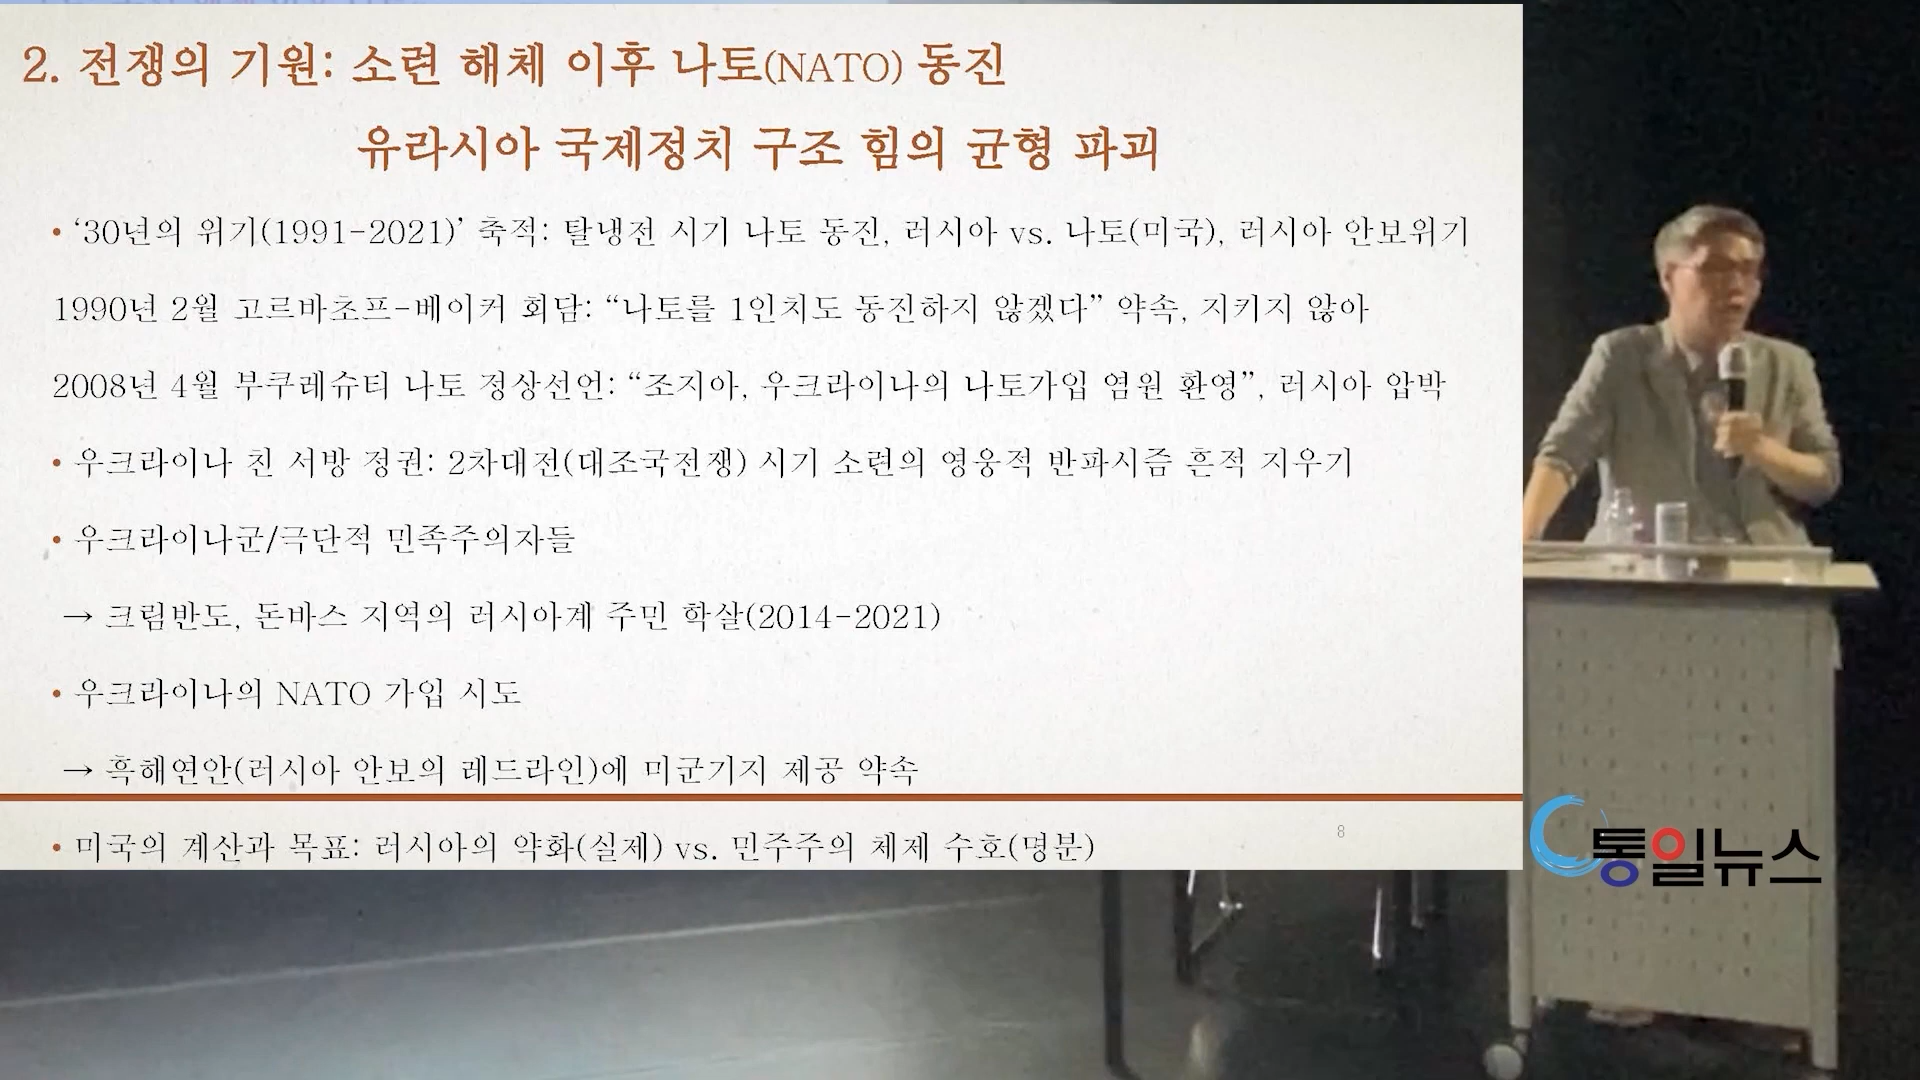 2. 전쟁의 기원: 소련 해체 이후 나토(NATO) 동진
유라시아 국제정치 구조 힘의 균형 파괴
• ‘30년의 위기(1991-2021)’ 축적: 탈냉전 시기 나토 동진, 러시아 vs. 나토(미국), 러시아 안보위기
1990년 2월 고르바초프-베이커 회담: “나토를 1인치도 동진하지 않겠다” 약속, 지키지 않아
2008년 4월 부쿠레슈티 나토 정상선언: “조지아, 우크라이나의 나토가입 염원 환영”, 러시아 압박
• 우크라이나 친 서방 정권: 2차대전(대조국전쟁) 시기 소련의 영웅적 반파시즘 흔적 지우기
• 우크라이나군/극단적 민족주의자들
→ 크림반도, 돈바스 지역의 러시아계 주민 학살(2014-2021)
• 우크라이나의 NATO 가입 시도
→ 흑해연안(러시아 안보의 레드라인)에 미군기지 제공 약속
• 미국의 계산과 목표: 러시아의 약화(실제) vs. 민주주의 체제 수호(명분)
8
통일뉴스